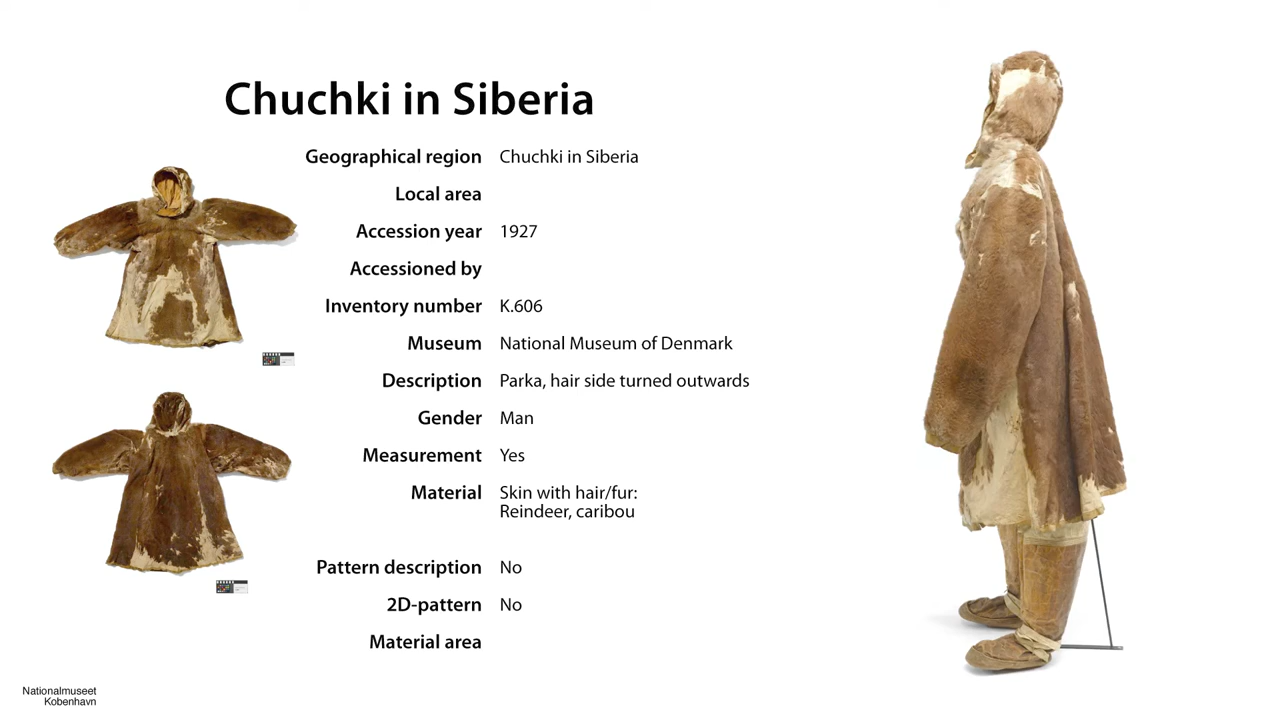 Chuchki in Siberia
Geographical region Chuchki in Siberia
Local area
Accession year 1927
Accessioned by
Inventory number K.606
Museum National Museum of Denmark
Description Parka, hair side turned outwards
Gender Man
Measurement Yes
Material Skin with hair/fur:
Reindeer, caribou
Pattern description No
2D-pattern No
Material area
Nationalmuseet
Kobenhavn